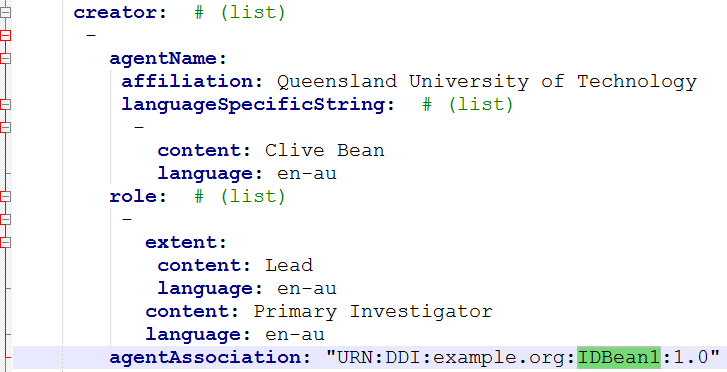 creator:  # (list)
-
agentName:
affiliation: Queensland University of Technology
languageSpecificString:  # (list)
-
content: Clive Bean
language: en-au
role:  # (list)
-
extent:
content: Lead
language: en-au
content: Primary Investigator
language: en-au
agentAssociation: "URN:DDI:example.org:IDBean1:1.0"